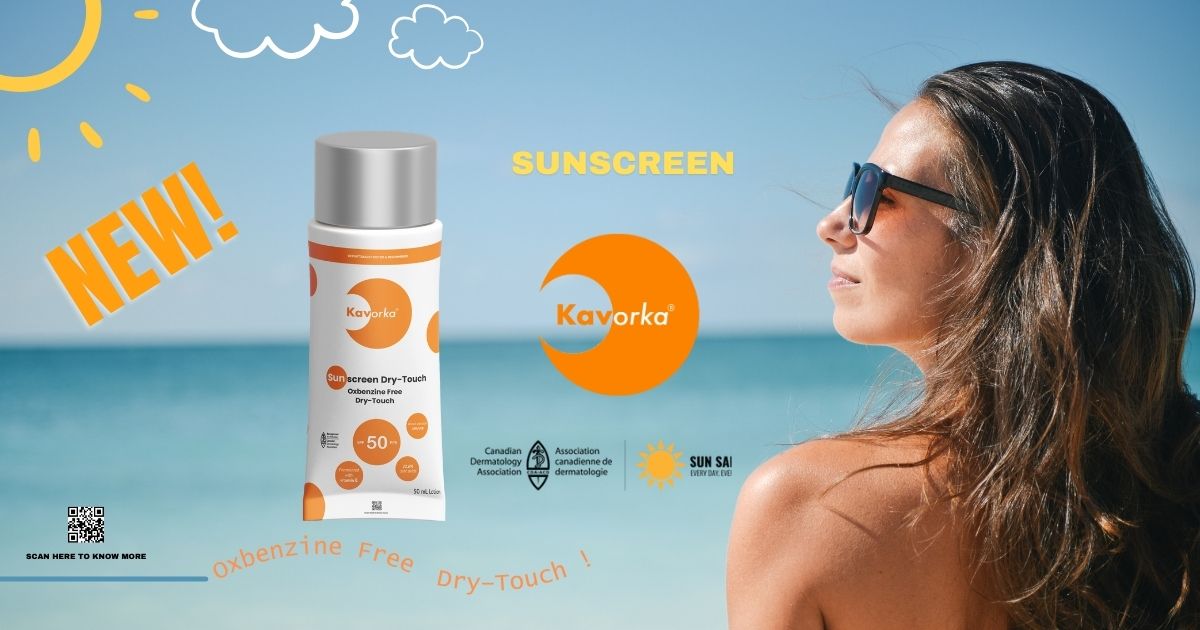 NEW!
SUNSCREEN
Kavorka®
Kavorka
Sunscreen Dry-Touch
Oxbenzine Free
Dry-Touch
SPF 50
50 mL Lotion
Canadian
Dermatology
Association
Association
canadienne de
dermatologie
SUN SAI
EVERY DAY. EVE
SCAN HERE TO KNOW MORE
Oxbenzine Free Dry-Touch !